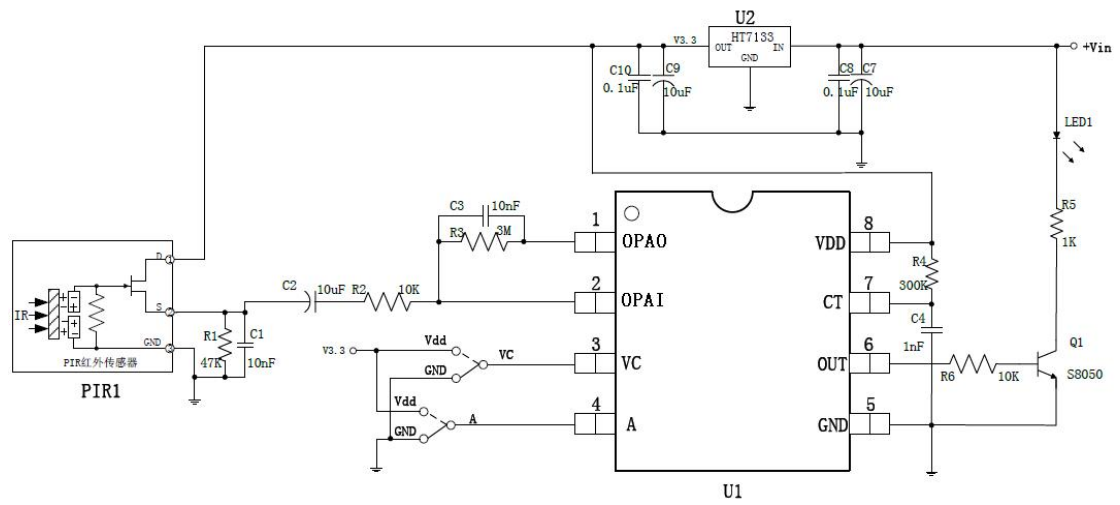 U2
HT7133
V3.3
OUT
IN
GND
+Vin
C10
0.1uF
C9
10uF
C8
0.1uF
C7
10uF
LED1
R5
1K
C3
10nF
R3
3M
1
OPAO
2
OPAI
3
VC
4
A
8
VDD
7
CT
6
OUT
5
GND
U1
R4
300K
C4
1nF
Q1
S8050
R6
10K
D
1
S
2
GND
3
IR
PIR红外传感器
PIR1
R1
47K
C1
10nF
C2
10uF
R2
10K
V3.3
Vdd
VC
GND
Vdd
GND
A